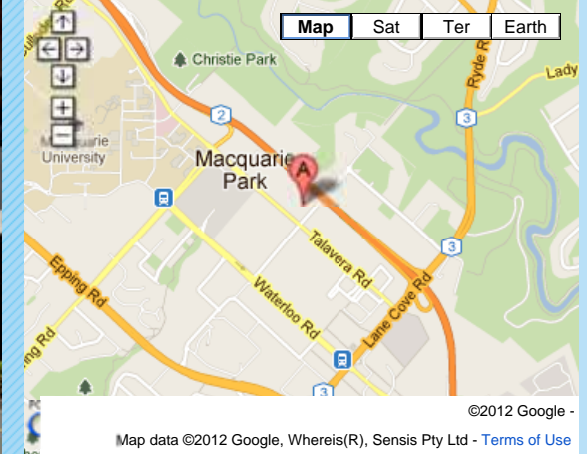 Map Sat Ter Earth
Christie Park
Ryde R
Lady
2
3
Macquarie
University
Macquarie
Park
A
Talavera Rd
3
Epping Rd
Waterloo Rd
Lane Cove Rd
ng Rd
3
©2012 Google -
Map data ©2012 Google, Whereis(R), Sensis Pty Ltd - Terms of Use